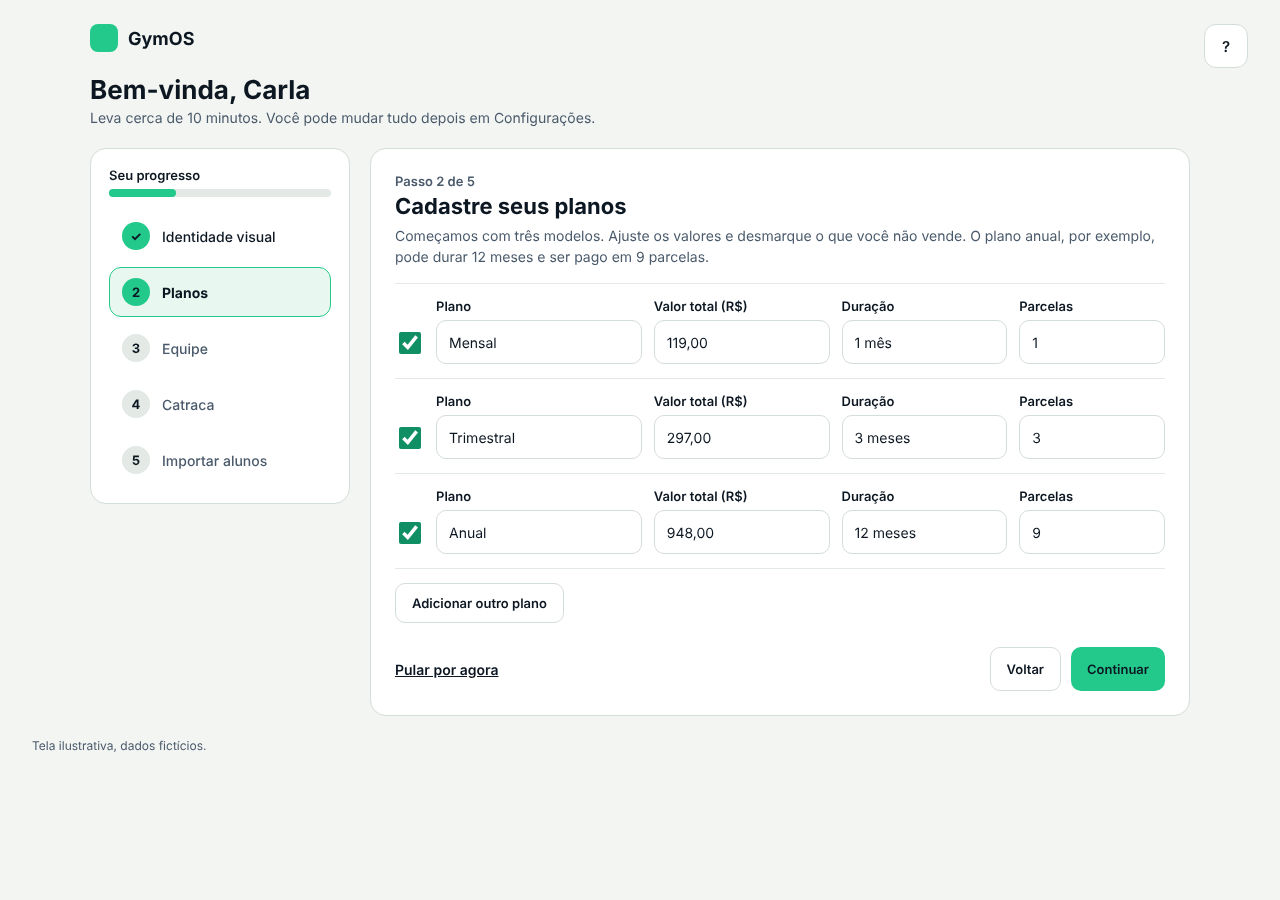 GymOS
?
Bem-vinda, Carla
Leva cerca de 10 minutos. Você pode mudar tudo depois em Configurações.
Seu progresso
Identidade visual
2 Planos
3 Equipe
4 Catraca
5 Importar alunos
Passo 2 de 5
Cadastre seus planos
Começamos com três modelos. Ajuste os valores e desmarque o que você não vende. O plano anual, por exemplo,
pode durar 12 meses e ser pago em 9 parcelas.
Plano Valor total (R$) Duração Parcelas
Mensal 119,00 1 mês 1
Plano Valor total (R$) Duração Parcelas
Trimestral 297,00 3 meses 3
Plano Valor total (R$) Duração Parcelas
Anual 948,00 12 meses 9
Adicionar outro plano
Pular por agora Voltar Continuar
Tela ilustrativa, dados fictícios.